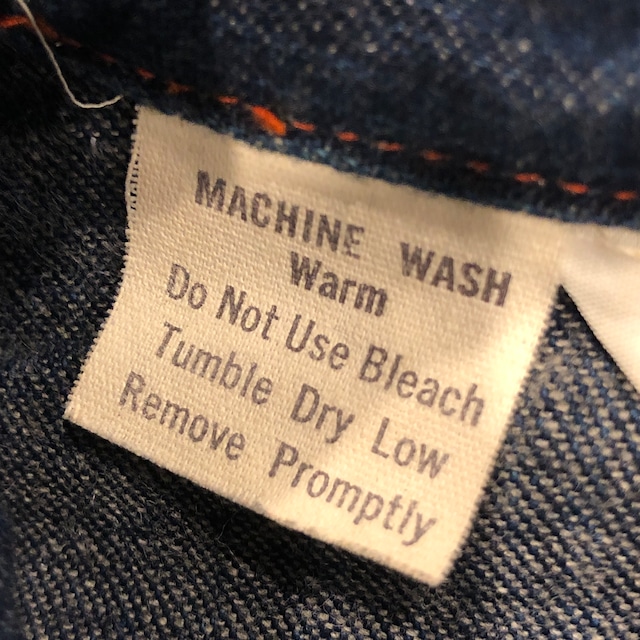 MACHINE WASH
Warm
Do Not Use Bleach
Tumble Dry Low
Remove Promptly